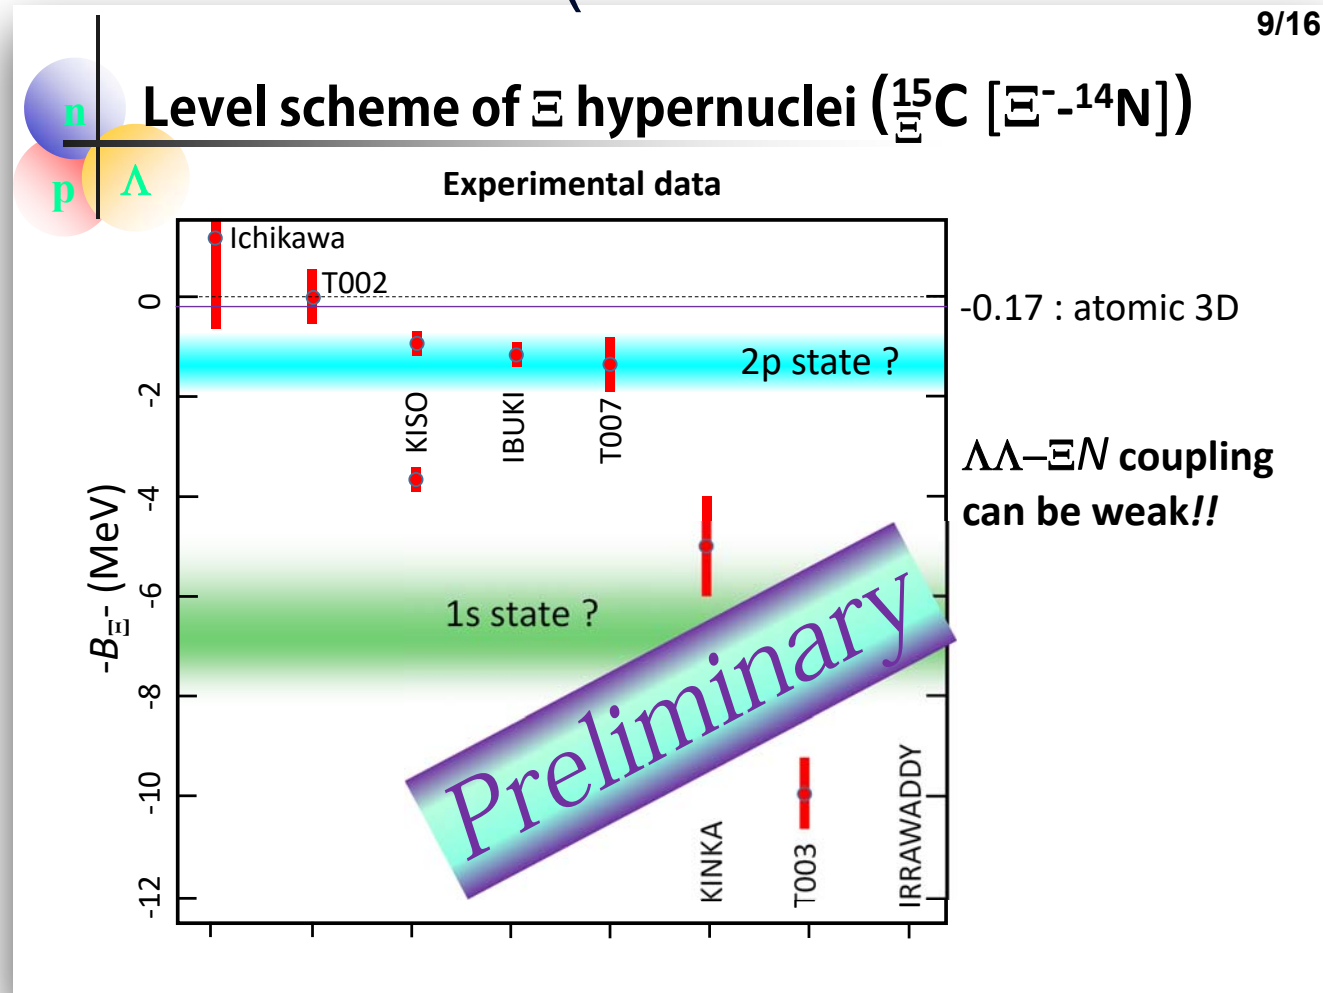 9/16
Level scheme of Ξ hypernuclei (¹⁵ΞC [Ξ⁻-¹⁴N])
n
p Λ
Experimental data
Ichikawa
T002
0
-0.17 : atomic 3D
2p state ?
-2
KISO
IBUKI
T007
ΛΛ–ΞN coupling
can be weak!!
-4
-B_Ξ⁻ (MeV)
-6
1s state ?
Preliminary
-8
-10
KINKA
T003
IRRAWADDY
-12